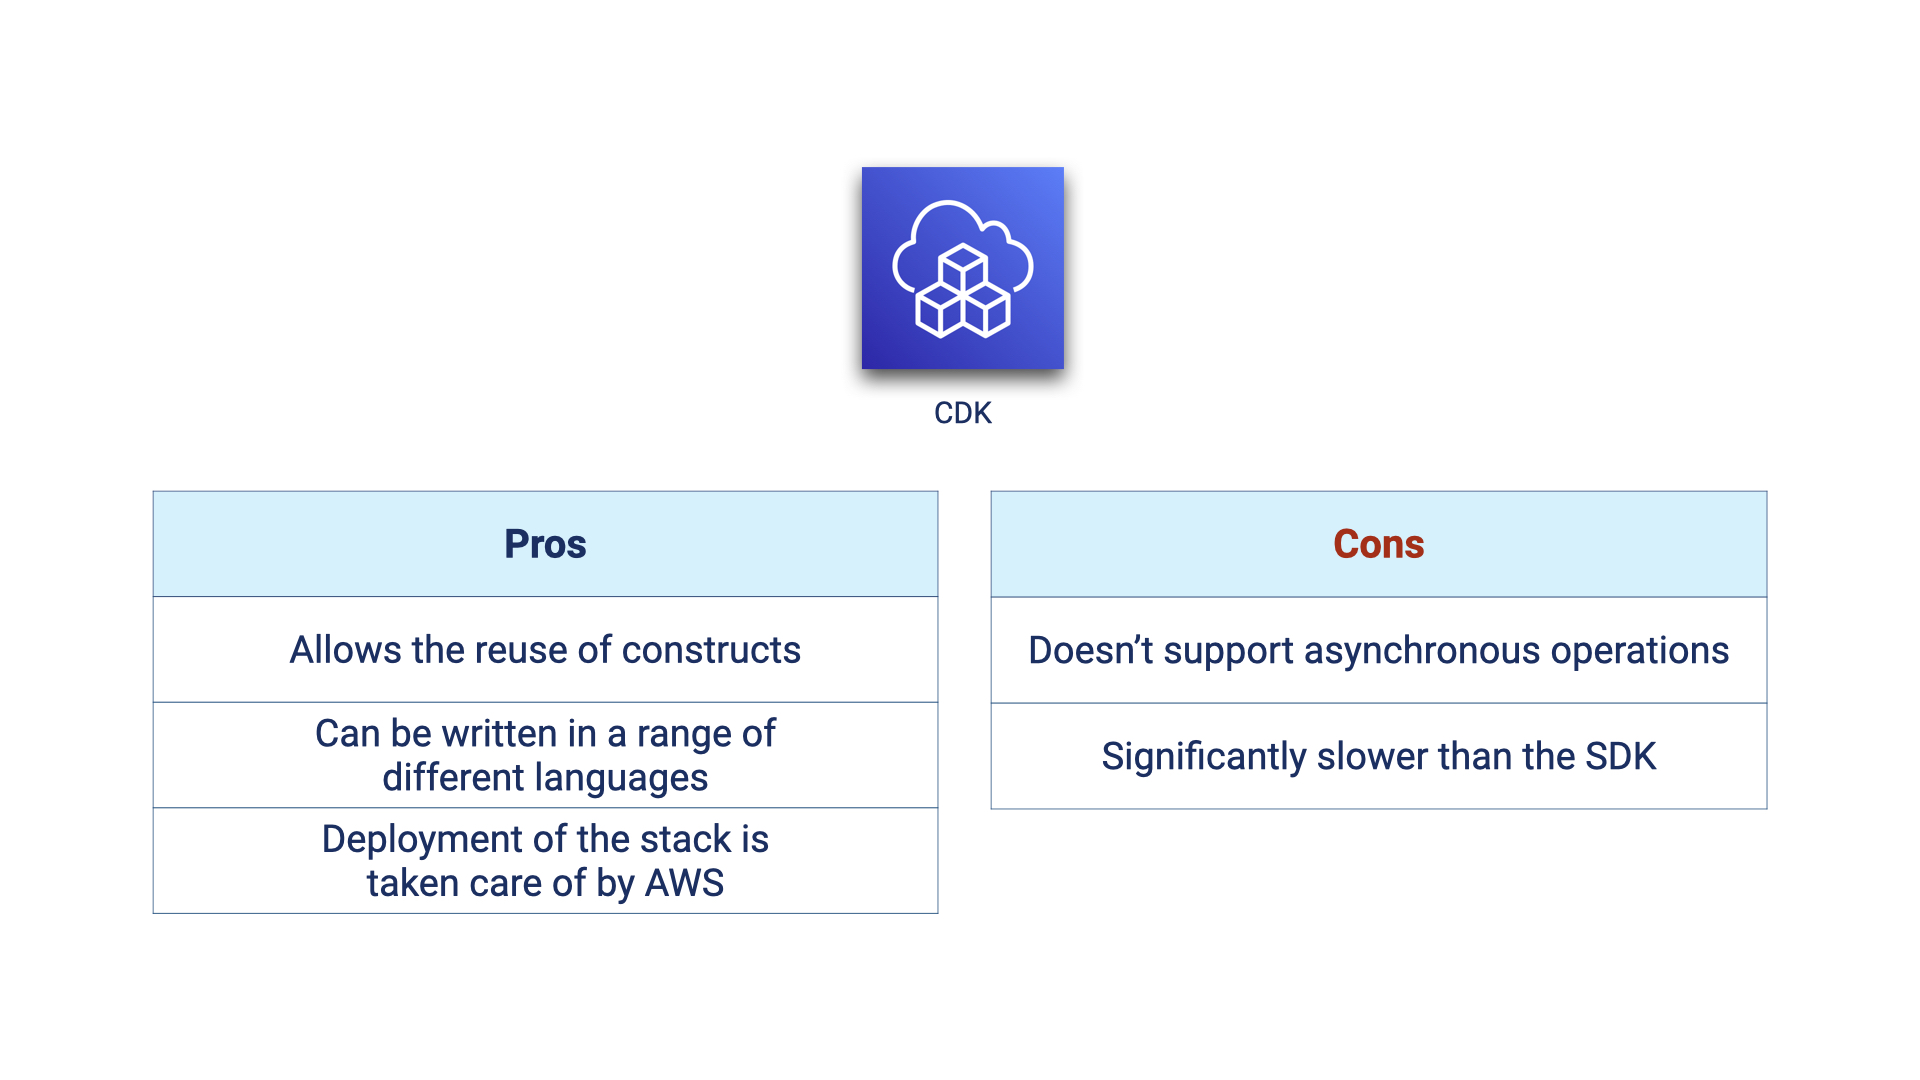 CDK
Pros
Allows the reuse of constructs
Can be written in a range of
different languages
Deployment of the stack is
taken care of by AWS
Cons
Doesn’t support asynchronous operations
Significantly slower than the SDK